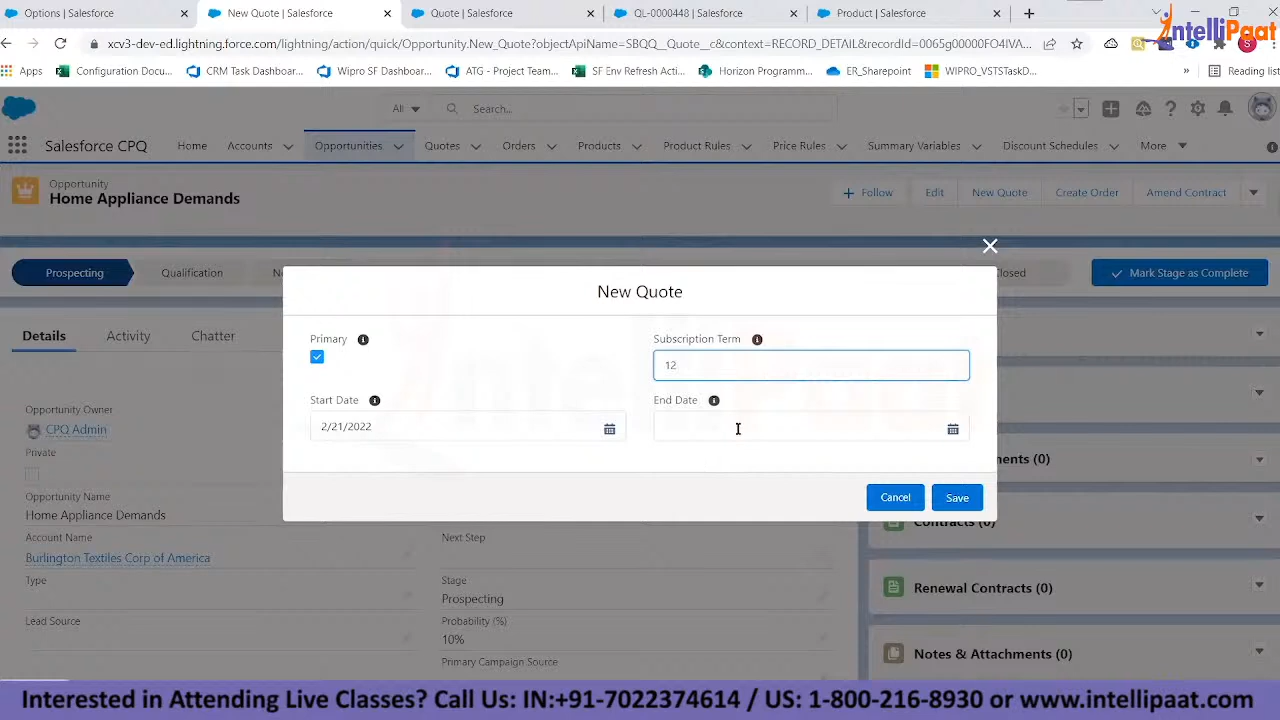 Options | Salesforce
New Quote | Salesforce
Quote | Salesforce
QL-0000448 | Salesforce
Product | Salesforce
IntelliPaat
xcv3-dev-ed.lightning.force.com/lightning/action/quick/Opportunity.
Apps
Configuration Docu...
CRM Task Dashboar...
Wipro SF Dashboar...
ATG - Project Team...
SF Env Refresh Acti...
Horizon Programm...
ER_Sharepoint
WIPRO_VSTSTaskD...
» Reading list
All
Search...
Salesforce CPQ
Home
Accounts
Opportunities
Quotes
Orders
Products
Product Rules
Price Rules
Summary Variables
Discount Schedules
More
Opportunity
Home Appliance Demands
+ Follow
Edit
New Quote
Create Order
Amend Contract
Prospecting
Qualification
Closed
Mark Stage as Complete
New Quote
Primary
Subscription Term
12
Start Date
2/21/2022
End Date
Cancel
Save
Details
Activity
Chatter
Opportunity Owner
CPQ Admin
Private
Opportunity Name
Home Appliance Demands
Account Name
Burlington Textiles Corp of America
Type
Lead Source
Next Step
Stage
Prospecting
Probability (%)
10%
Primary Campaign Source
ments (0)
Contracts (0)
Renewal Contracts (0)
Notes & Attachments (0)
Interested in Attending Live Classes? Call Us: IN:+91-7022374614 / US: 1-800-216-8930 or www.intellipaat.com